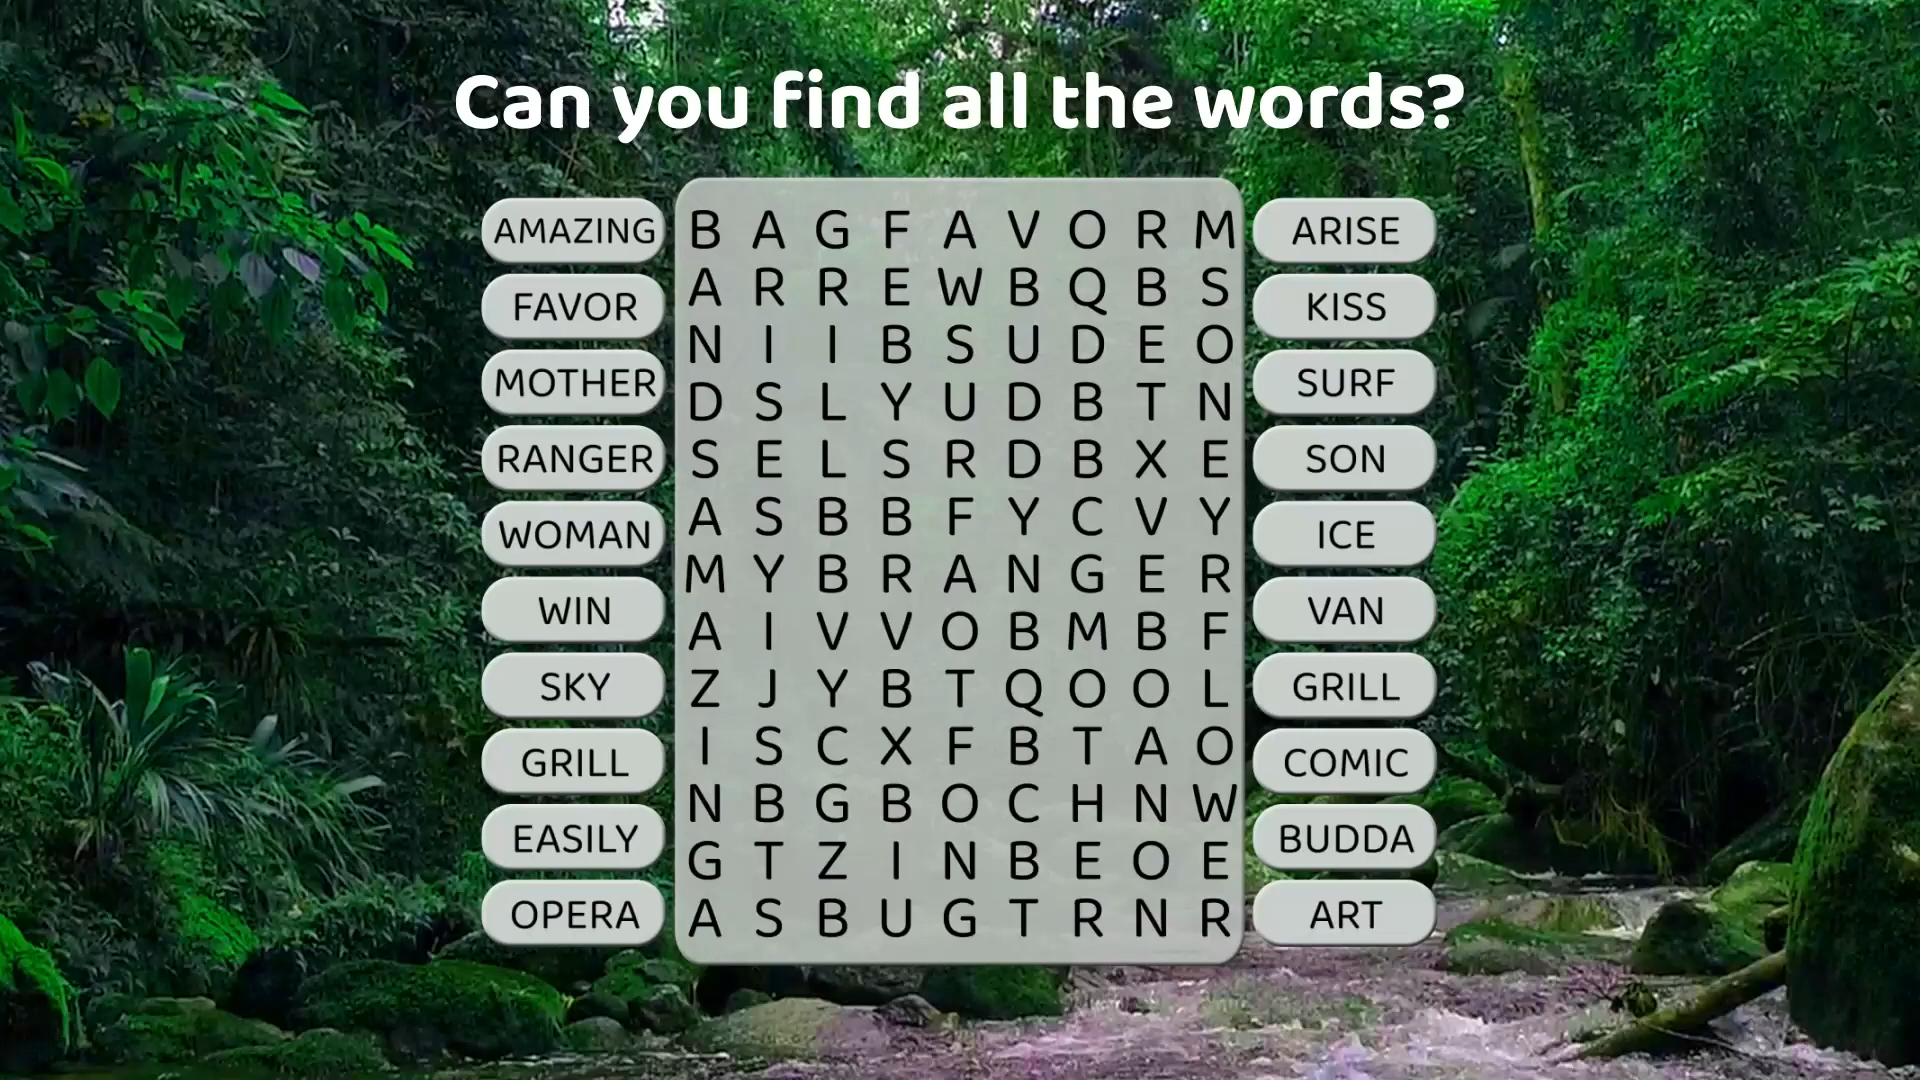 Can you find all the words?
AMAZING
FAVOR
MOTHER
RANGER
WOMAN
WIN
SKY
GRILL
EASILY
OPERA
B A G F A V O R M
A R R E W B Q B S
N I I B S U D E O
D S L Y U D B T N
S E L S R D B X E
A S B B F Y C V Y
M Y B R A N G E R
A I V V O B M B F
Z J Y B T Q O O L
I S C X F B T A O
N B G B O C H N W
G T Z I N B E O E
A S B U G T R N R
ARISE
KISS
SURF
SON
ICE
VAN
GRILL
COMIC
BUDDA
ART